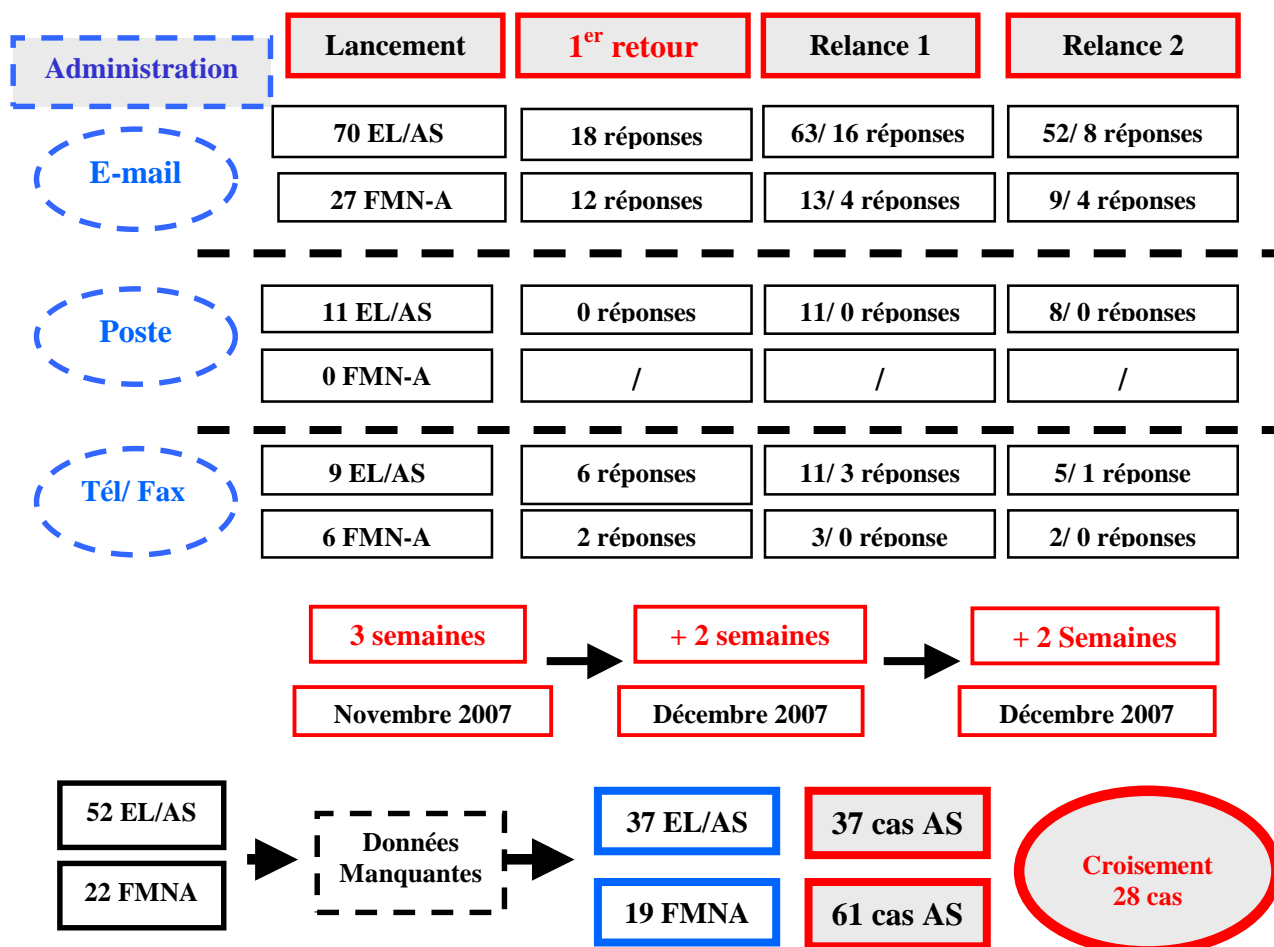 Administration
Lancement
1er retour
Relance 1
Relance 2
E-mail
70 EL/AS
18 réponses
63/ 16 réponses
52/ 8 réponses
27 FMN-A
12 réponses
13/ 4 réponses
9/ 4 réponses
Poste
11 EL/AS
0 réponses
11/ 0 réponses
8/ 0 réponses
0 FMN-A
/
/
/
Tél/ Fax
9 EL/AS
6 réponses
11/ 3 réponses
5/ 1 réponse
6 FMN-A
2 réponses
3/ 0 réponse
2/ 0 réponses
3 semaines
+ 2 semaines
+ 2 Semaines
Novembre 2007
Décembre 2007
Décembre 2007
52 EL/AS
22 FMNA
Données
Manquantes
37 EL/AS
37 cas AS
19 FMNA
61 cas AS
Croisement
28 cas